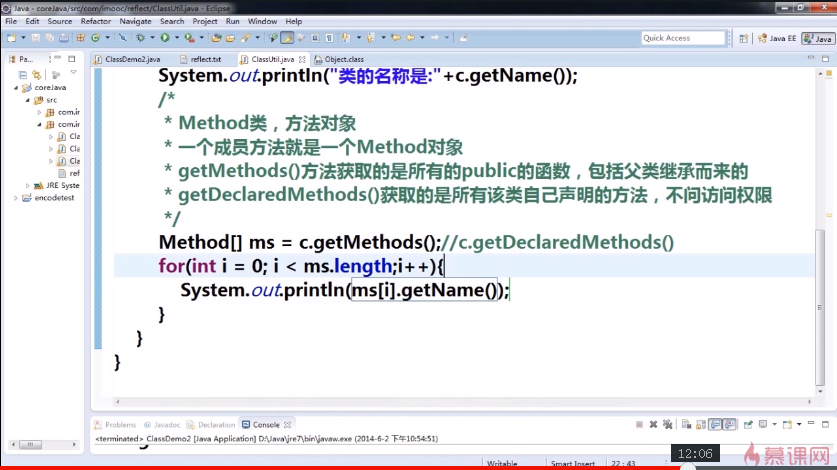 Java - coreJava/src/com/imooc/reflect/ClassUtil.java - Eclipse
File Edit Source Refactor Navigate Search Project Run Window Help
Quick Access
Java EE
Java
Pa...
ClassDemo2.java
reflect.txt
ClassUtil.java
Object.class
coreJava
src
com.ir
com.ir
Cla
Cla
Cla
ref
JRE Syste
encodetest
System.out.println("类的名称是:"+c.getName());
/*
* Method类，方法对象
* 一个成员方法就是一个Method对象
* getMethods()方法获取的是所有的public的函数，包括父类继承而来的
* getDeclaredMethods()获取的是所有该类自己声明的方法，不问访问权限
*/
Method[] ms = c.getMethods();//c.getDeclaredMethods()
for(int i = 0; i < ms.length;i++){
System.out.println(ms[i].getName());
}
}
}
Problems
Javadoc
Declaration
Console
<terminated> ClassDemo2 [Java Application] D:\Java\jre7\bin\javaw.exe (2014-6-2 下午10:54:51)
Writable
Smart Insert
22 : 43
12:06
慕课网